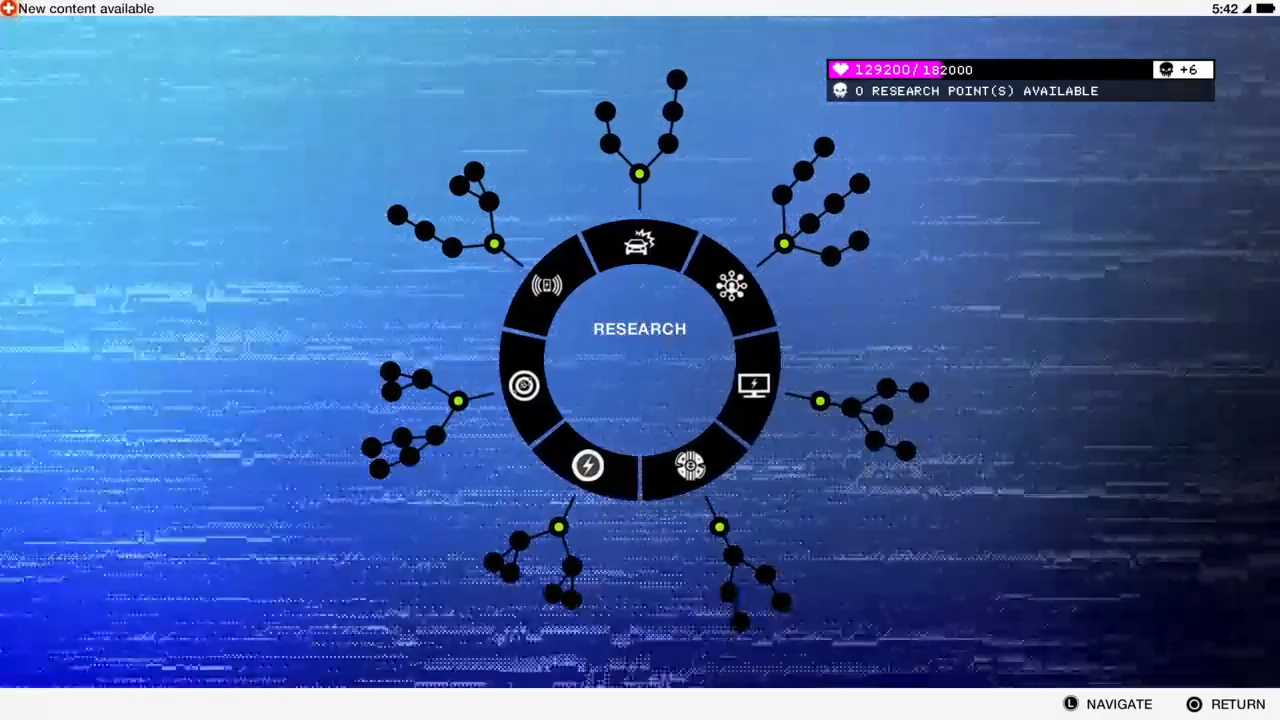 New content available
5:42
129200/182000
+6
0 RESEARCH POINT(S) AVAILABLE
RESEARCH
L NAVIGATE
RETURN